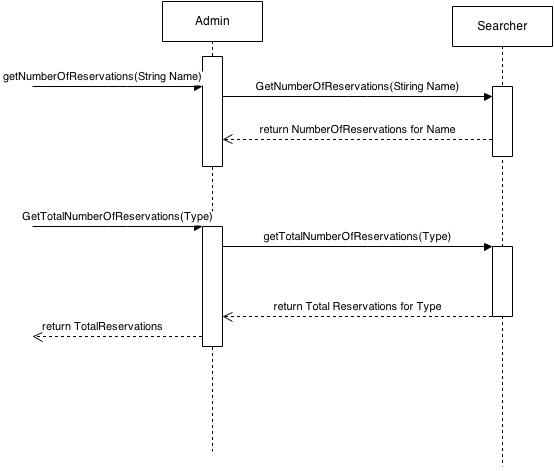 Admin
Searcher
getNumberOfReservations(String Name)
GetNumberOfReservations(Stiring Name)
return NumberOfReservations for Name
GetTotalNumberOfReservations(Type)
getTotalNumberOfReservations(Type)
return Total Reservations for Type
return TotalReservations